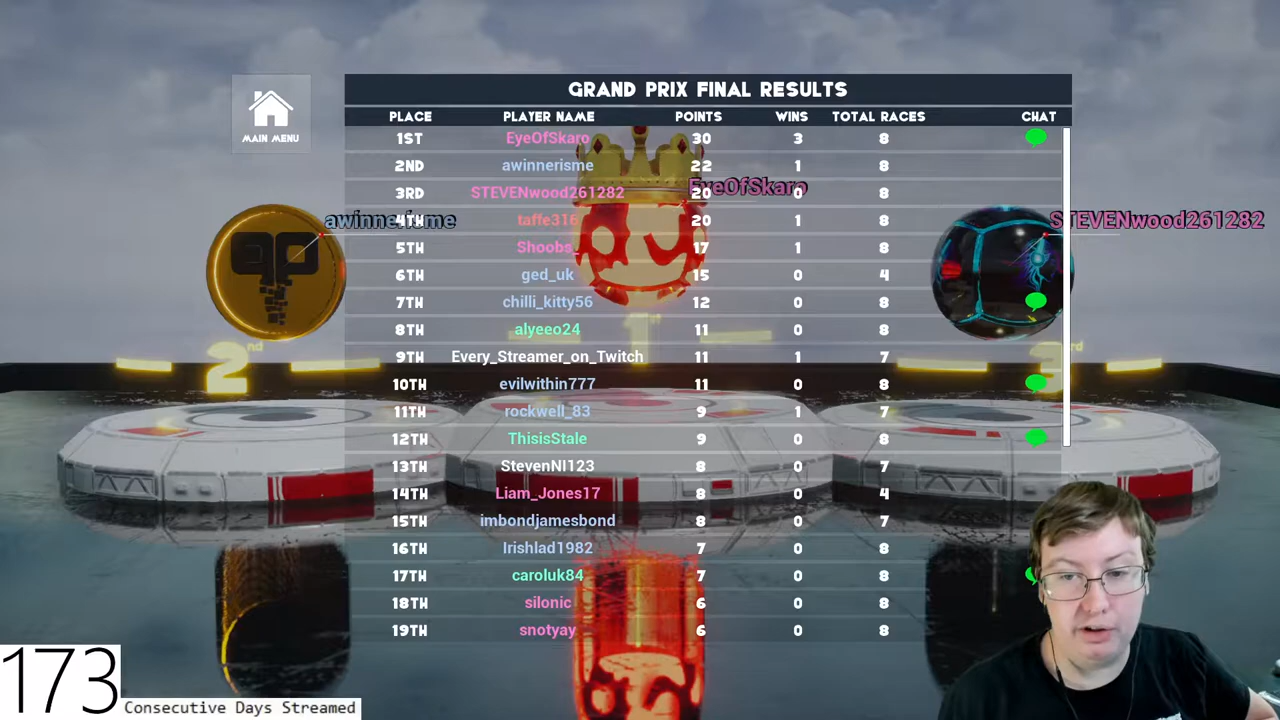 GRAND PRIX FINAL RESULTS
MAIN MENU
PLACE PLAYER NAME POINTS WINS TOTAL RACES CHAT
1ST EyeOfSkaro 30 3 8
2ND awinnerisme 22 1 8
3RD STEVENwood261282 20 0 8
4TH taffe316 20 1 8
5TH Shoobs 17 1 8
6TH ged_uk 15 0 4
7TH chilli_kitty56 12 0 8
8TH alyeeo24 11 0 8
9TH Every_Streamer_on_Twitch 11 1 7
10TH evilwithin777 11 0 8
11TH rockwell_83 9 1 7
12TH ThisisStale 9 0 8
13TH StevenNI123 8 0 7
14TH Liam_Jones17 8 0 4
15TH imbondjamesbond 8 0 7
16TH Irishlad1982 7 0 8
17TH caroluk84 7 0 8
18TH silonic 6 0 8
19TH snotyay 6 0 8
EyeOfSkaro
awinnerisme
STEVENwood261282
2nd
1st
3rd
173 Consecutive Days Streamed